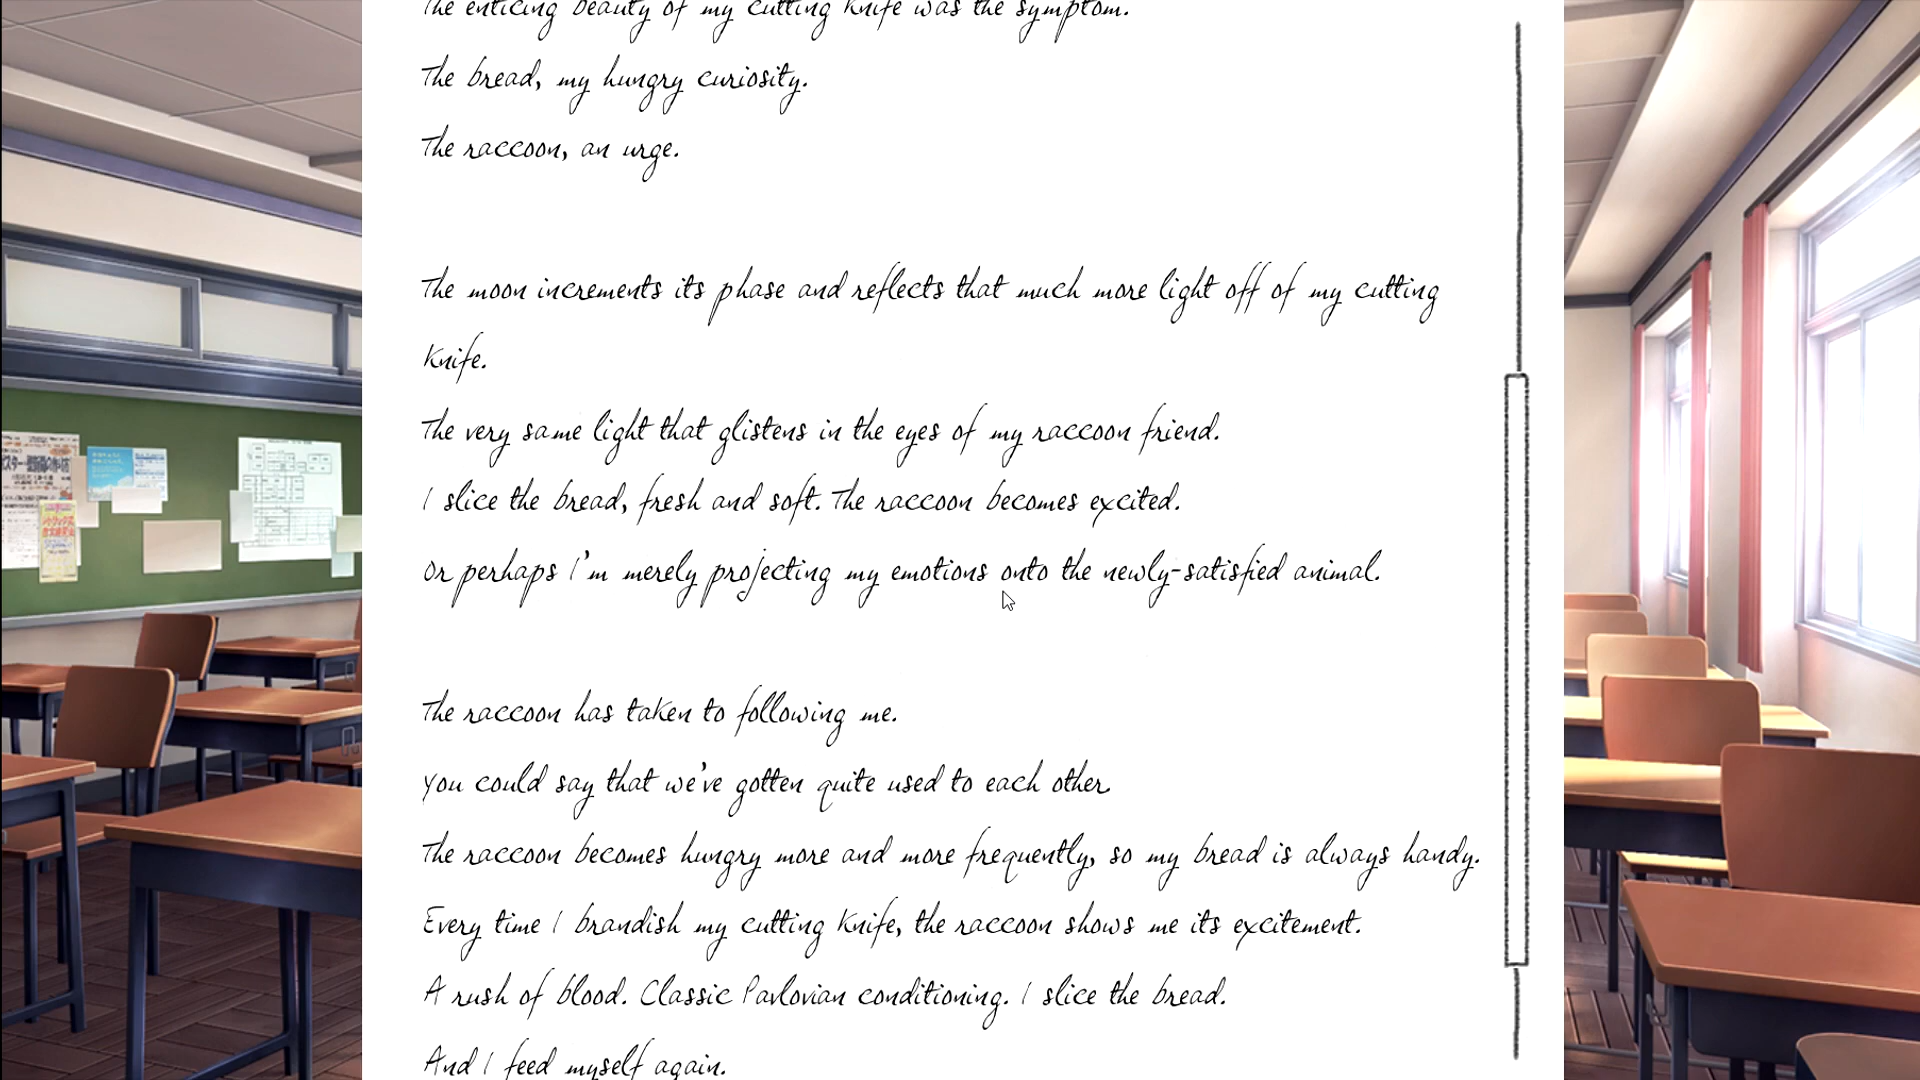 The enticing beauty of my cutting knife was the symptom.
The bread, my hungry curiosity.
The raccoon, an urge.
The moon increments its phase and reflects that much more light off of my cutting
knife.
The very same light that glistens in the eyes of my raccoon friend.
I slice the bread, fresh and soft. The raccoon becomes excited.
Or perhaps I'm merely projecting my emotions onto the newly-satisfied animal.
The raccoon has taken to following me.
You could say that we've gotten quite used to each other.
The raccoon becomes hungry more and more frequently, so my bread is always handy.
Every time I brandish my cutting knife, the raccoon shows me its excitement.
A rush of blood. Classic Pavlovian conditioning. I slice the bread.
And I feed myself again.